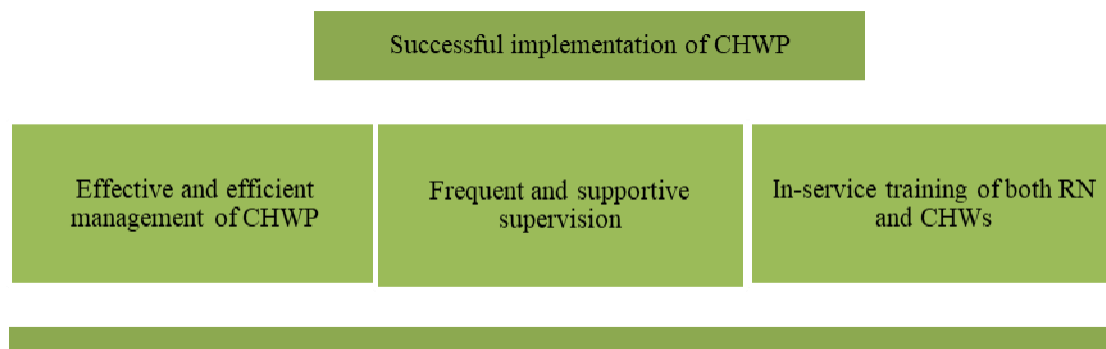 Successful implementation of CHWP
Effective and efficient
management of CHWP
Frequent and supportive
supervision
In-service training of both RN
and CHWs